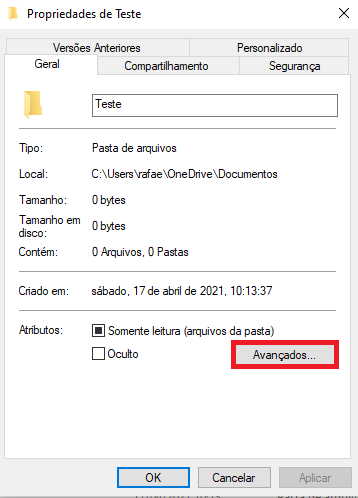 Propriedades de Teste
Versões Anteriores
Personalizado
Geral
Compartilhamento
Segurança
Teste
Tipo:
Pasta de arquivos
Local:
C:\Users\rafae\OneDrive\Documentos
Tamanho:
0 bytes
Tamanho em disco:
0 bytes
Contém:
0 Arquivos, 0 Pastas
Criado em:
sábado, 17 de abril de 2021, 10:13:37
Atributos:
Somente leitura (arquivos da pasta)
Oculto
Avançados...
OK
Cancelar
Aplicar